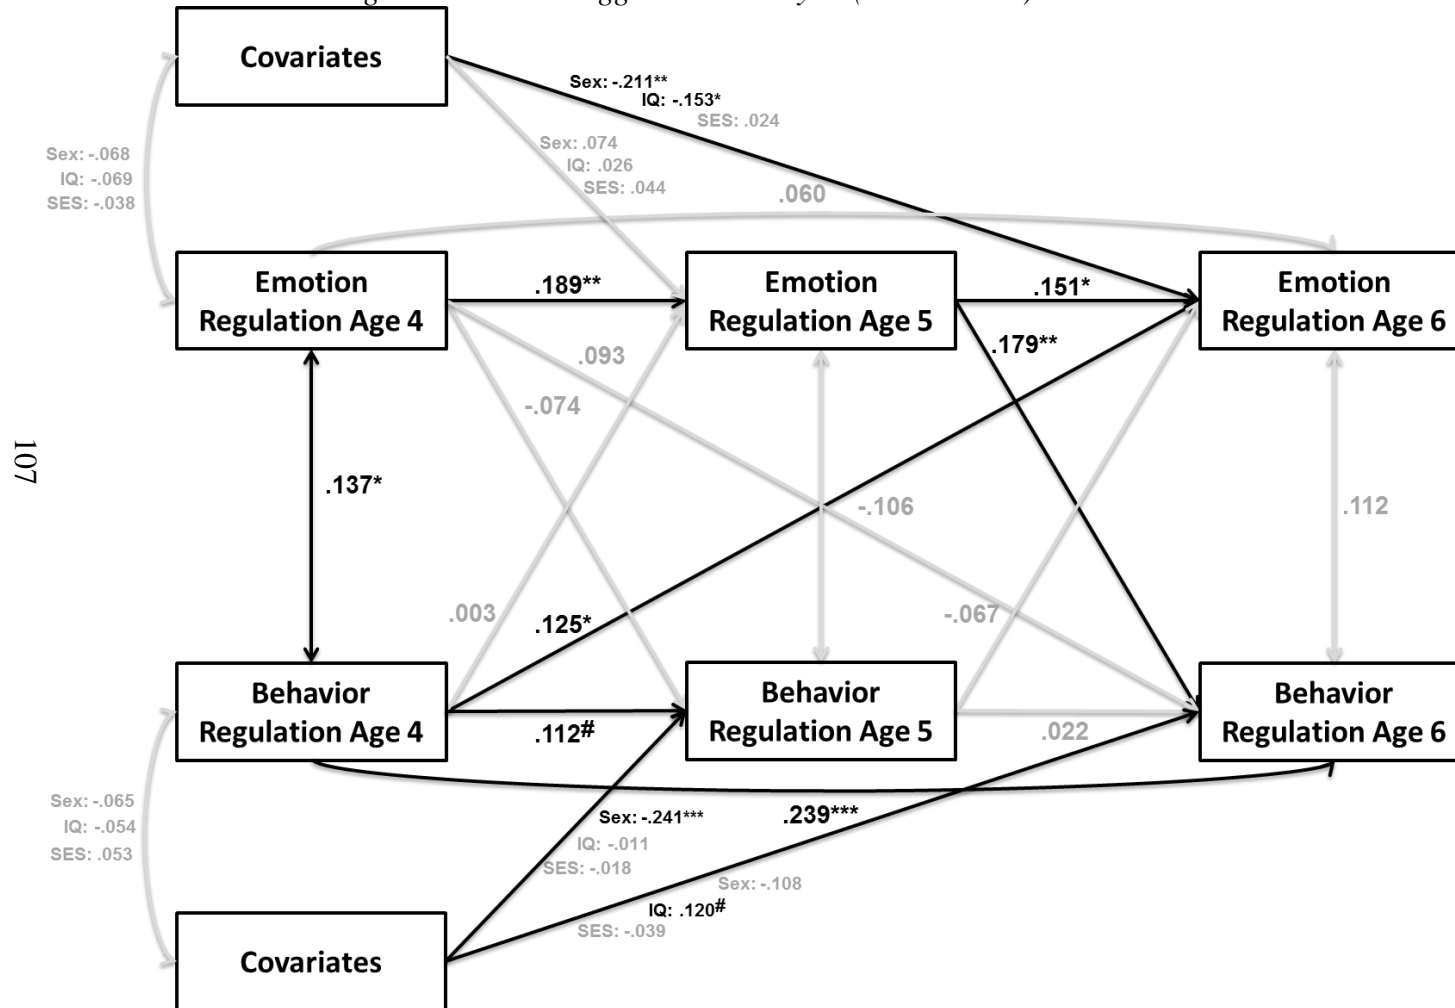 Covariates
Sex: -.211**
IQ: -.153*
SES: .024
Sex: .074
IQ: .026
SES: .044
Sex: -.068
IQ: -.069
SES: -.038
.060
Emotion
Regulation Age 4
.189**
Emotion
Regulation Age 5
.151*
Emotion
Regulation Age 6
.179**
.093
-.074
107
.137*
-.106
.112
.003
.125*
-.067
Behavior
Regulation Age 4
.112#
Behavior
Regulation Age 5
.022
Behavior
Regulation Age 6
Sex: -.065
IQ: -.054
SES: .053
Sex: -.241***
IQ: -.011
SES: -.018
.239***
Sex: -.108
IQ: .120#
SES: -.039
Covariates